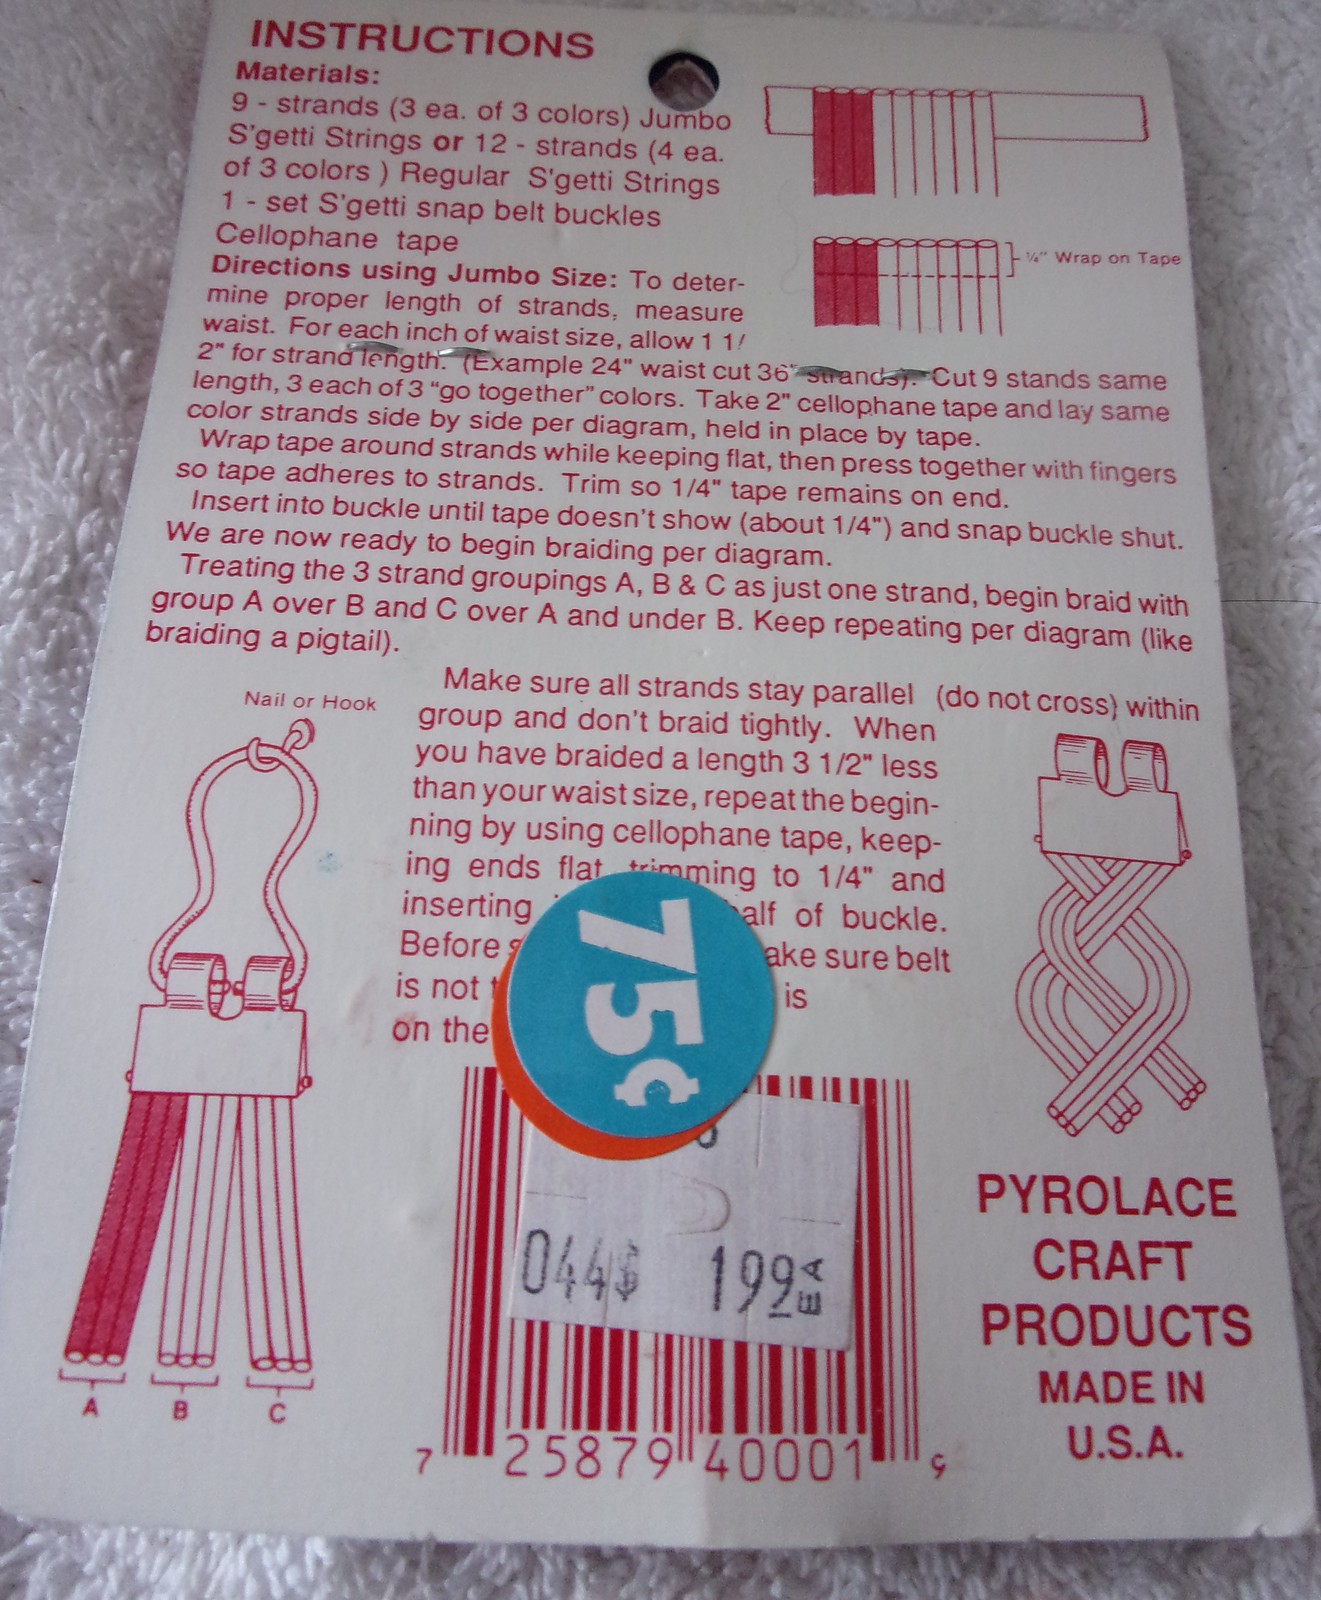 INSTRUCTIONS
Materials:
9 - strands (3 ea. of 3 colors) Jumbo
S'getti Strings or 12 - strands (4 ea.
of 3 colors ) Regular S'getti Strings
1 - set S'getti snap belt buckles
Cellophane tape
Directions using Jumbo Size: To deter-
mine proper length of strands, measure
waist. For each inch of waist size, allow 1 1/
2" for strand length. (Example 24" waist cut 36" strands). Cut 9 stands same
length, 3 each of 3 “go together” colors. Take 2" cellophane tape and lay same
color strands side by side per diagram, held in place by tape.
Wrap tape around strands while keeping flat, then press together with fingers
so tape adheres to strands. Trim so 1/4" tape remains on end.
Insert into buckle until tape doesn't show (about 1/4") and snap buckle shut.
We are now ready to begin braiding per diagram.
Treating the 3 strand groupings A, B & C as just one strand, begin braid with
group A over B and C over A and under B. Keep repeating per diagram (like
braiding a pigtail).
Make sure all strands stay parallel (do not cross) within
group and don't braid tightly. When
you have braided a length 3 1/2" less
than your waist size, repeat the begin-
ning by using cellophane tape, keep-
ing ends flat, trimming to 1/4" and
inserting half of buckle.
Before make sure belt
is not is
on the
¼" Wrap on Tape
Nail or Hook
A B C
75¢
044$ 199 EA
7 25879 40001 9
PYROLACE
CRAFT
PRODUCTS
MADE IN
U.S.A.